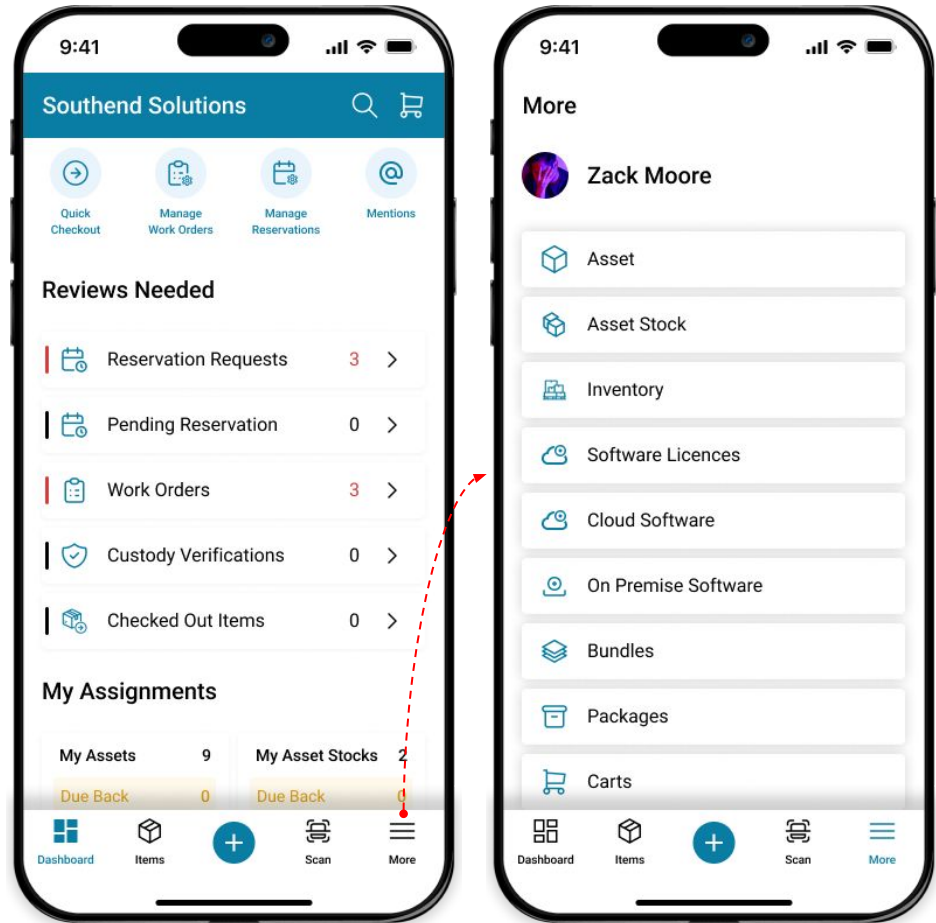 9:41
Southend Solutions
Quick
Checkout
Manage
Work Orders
Manage
Reservations
Mentions
Reviews Needed
Reservation Requests 3
Pending Reservation 0
Work Orders 3
Custody Verifications 0
Checked Out Items 0
My Assignments
My Assets 9
My Asset Stocks 2
Due Back 0
Due Back 0
Dashboard
Items
Scan
More
9:41
More
Zack Moore
Asset
Asset Stock
Inventory
Software Licences
Cloud Software
On Premise Software
Bundles
Packages
Carts
Dashboard
Items
Scan
More